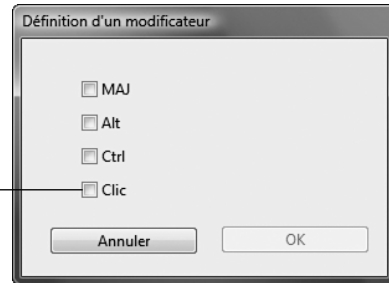 Définition d'un modificateur
MAJ
Alt
Ctrl
Clic
Annuler OK